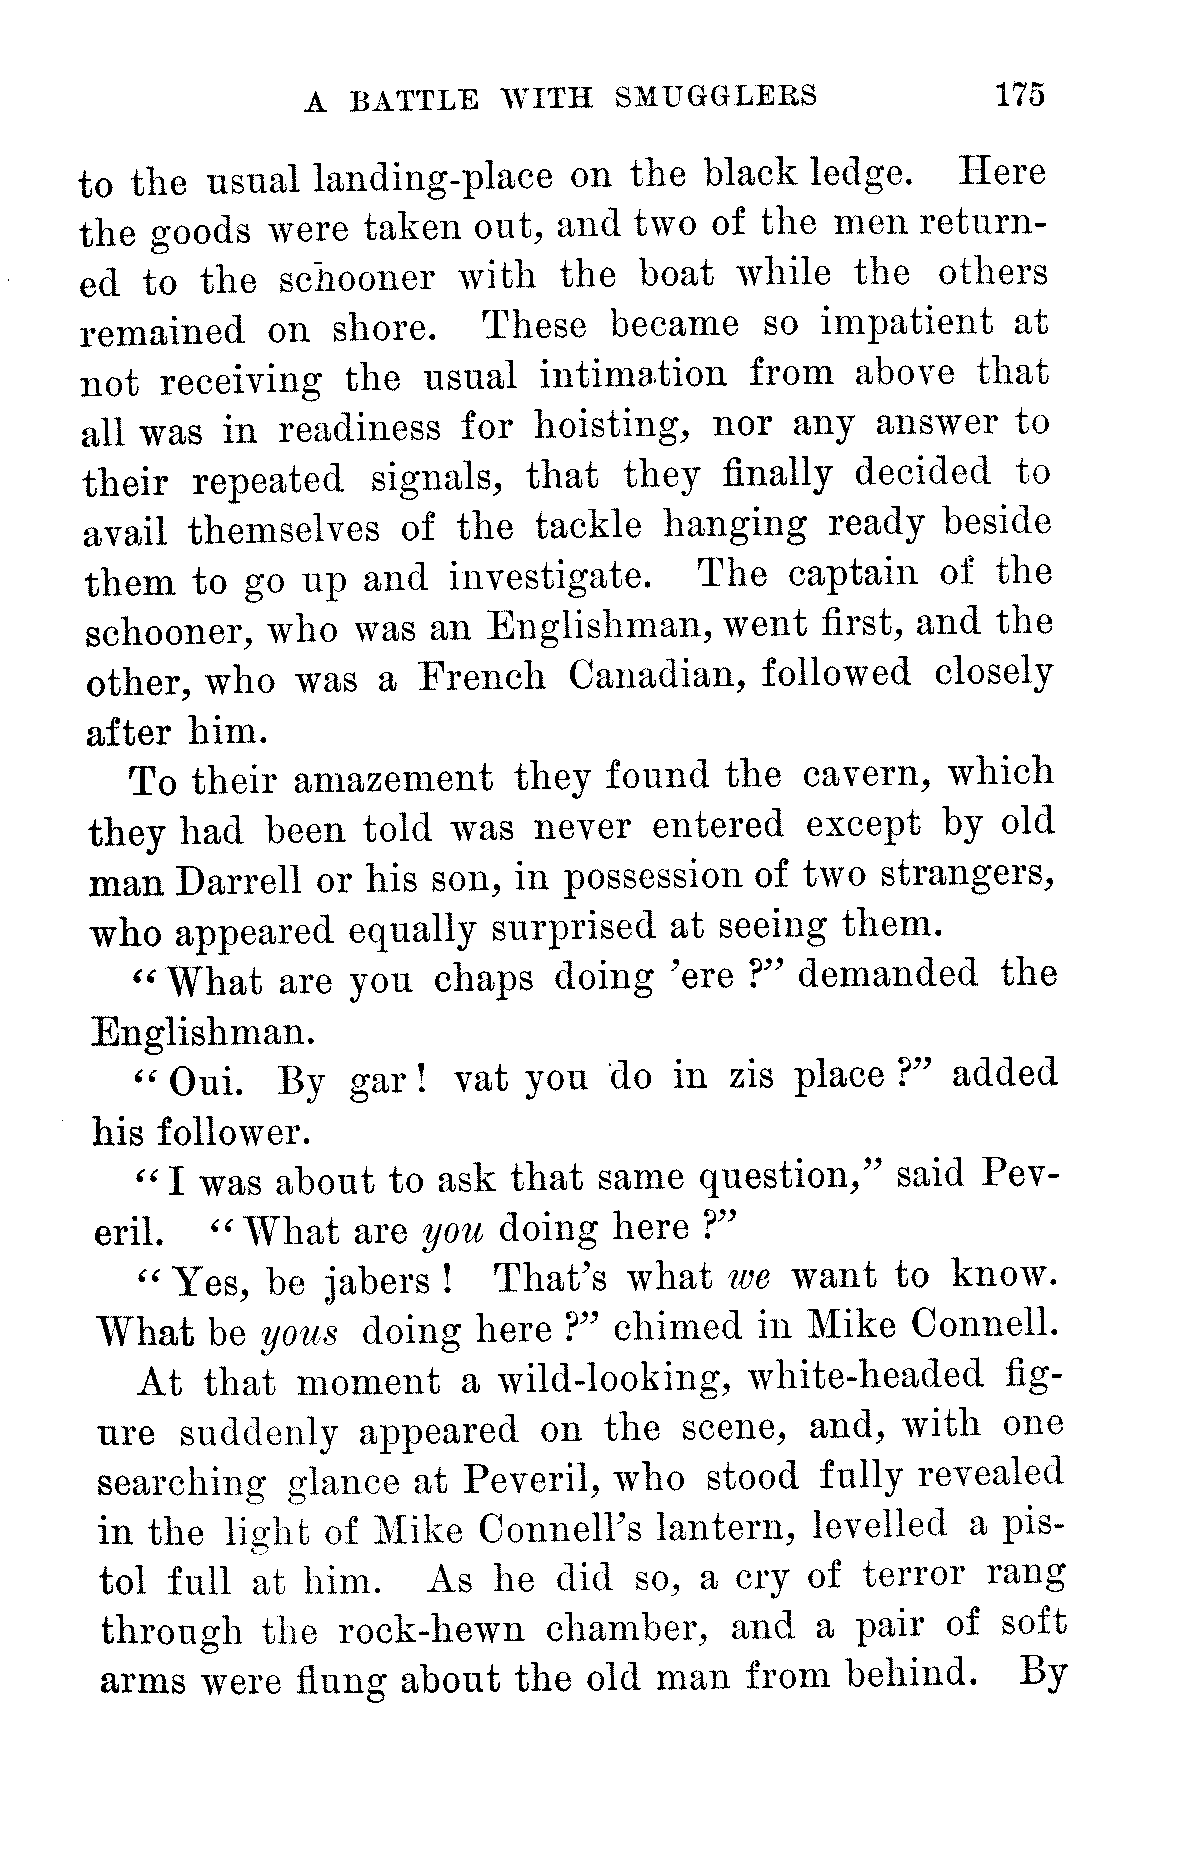 A BATTLE WITH SMUGGLERS 175
to the usual landing-place on the black ledge. Here
the goods were taken out, and two of the men return-
ed to the schooner with the boat while the others
remained on shore. These became so impatient at
not receiving the usual intimation from above that
all was in readiness for hoisting, nor any answer to
their repeated signals, that they finally decided to
avail themselves of the tackle hanging ready beside
them to go up and investigate. The captain of the
schooner, who was an Englishman, went first, and the
other, who was a French Canadian, followed closely
after him.
To their amazement they found the cavern, which
they had been told was never entered except by old
man Darrell or his son, in possession of two strangers,
who appeared equally surprised at seeing them.
“What are you chaps doing ’ere ?” demanded the
Englishman.
“Oui. By gar! vat you do in zis place ?” added
his follower.
“I was about to ask that same question,” said Pev-
eril. “What are you doing here ?”
“Yes, be jabers ! That’s what we want to know.
What be yous doing here ?” chimed in Mike Connell.
At that moment a wild-looking, white-headed fig-
ure suddenly appeared on the scene, and, with one
searching glance at Peveril, who stood fully revealed
in the light of Mike Connell’s lantern, levelled a pis-
tol full at him. As he did so, a cry of terror rang
through the rock-hewn chamber, and a pair of soft
arms were flung about the old man from behind. By